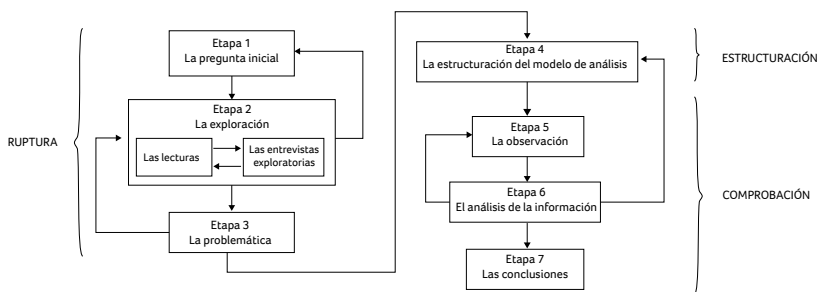 RUPTURA
Etapa 1
La pregunta inicial
Etapa 2
La exploración
Las lecturas
Las entrevistas
exploratorias
Etapa 3
La problemática
Etapa 4
La estructuración del modelo de análisis
Etapa 5
La observación
Etapa 6
El análisis de la información
Etapa 7
Las conclusiones
ESTRUCTURACIÓN
COMPROBACIÓN